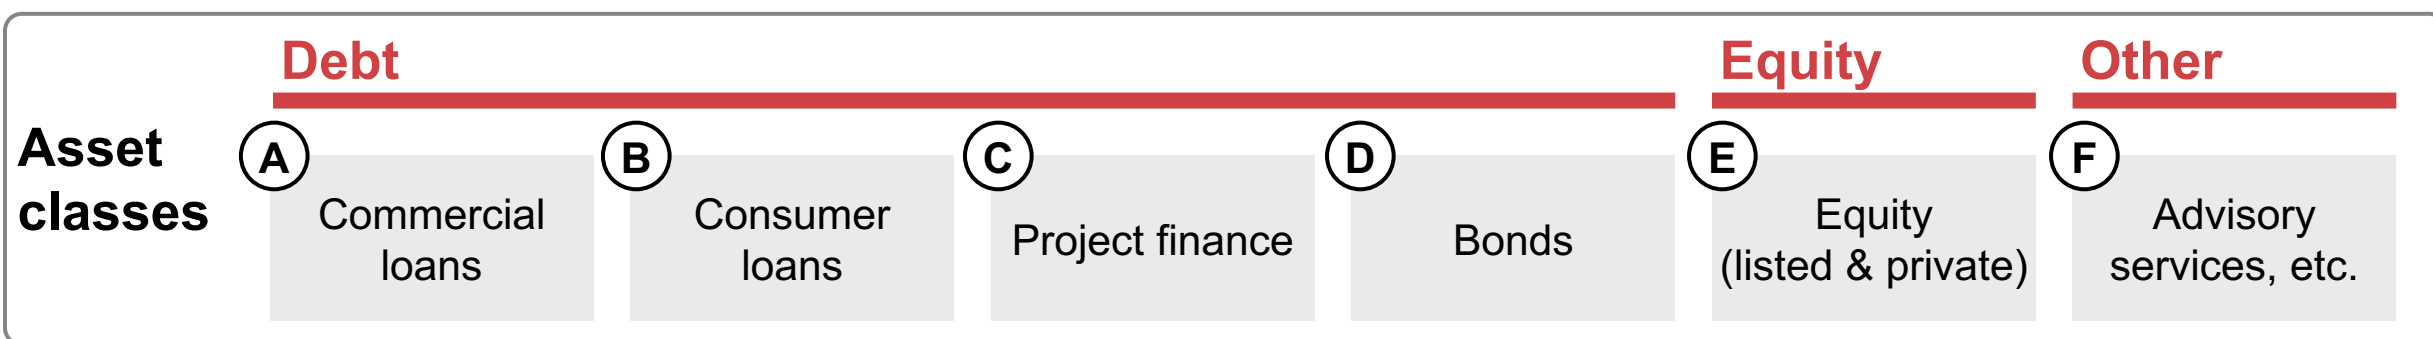 Debt
Equity
Other
Asset
classes
A
B
C
D
E
F
Commercial
loans
Consumer
loans
Project finance
Bonds
Equity
(listed & private)
Advisory
services, etc.